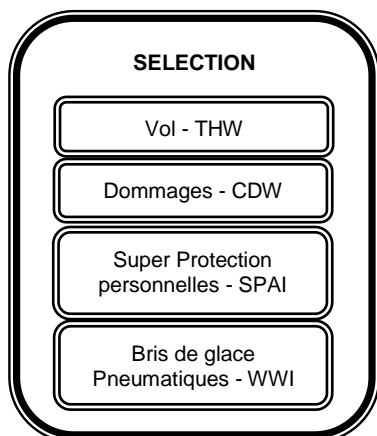 SELECTION
Vol - THW
Dommages - CDW
Super Protection
personnelles - SPAI
Bris de glace
Pneumatiques - WWI